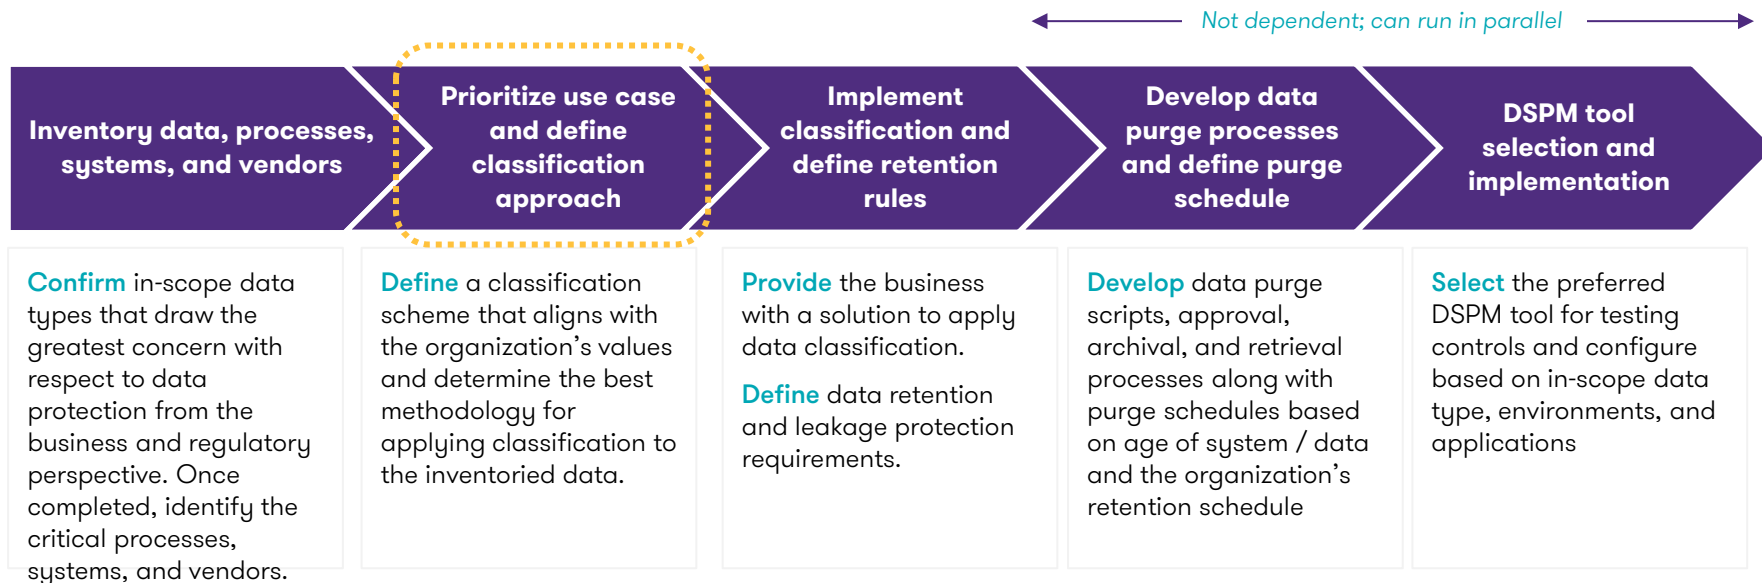 Not dependent; can run in parallel
Inventory data, processes,
systems, and vendors
Prioritize use case
and define
classification
approach
Implement
classification and
define retention
rules
Develop data
purge processes
and define purge
schedule
DSPM tool
selection and
implementation
Confirm in-scope data
types that draw the
greatest concern with
respect to data
protection from the
business and regulatory
perspective. Once
completed, identify the
critical processes,
systems, and vendors.
Define a classification
scheme that aligns with
the organization’s values
and determine the best
methodology for
applying classification to
the inventoried data.
Provide the business
with a solution to apply
data classification.
Define data retention
and leakage protection
requirements.
Develop data purge
scripts, approval,
archival, and retrieval
processes along with
purge schedules based
on age of system / data
and the organization’s
retention schedule
Select the preferred
DSPM tool for testing
controls and configure
based on in-scope data
type, environments, and
applications